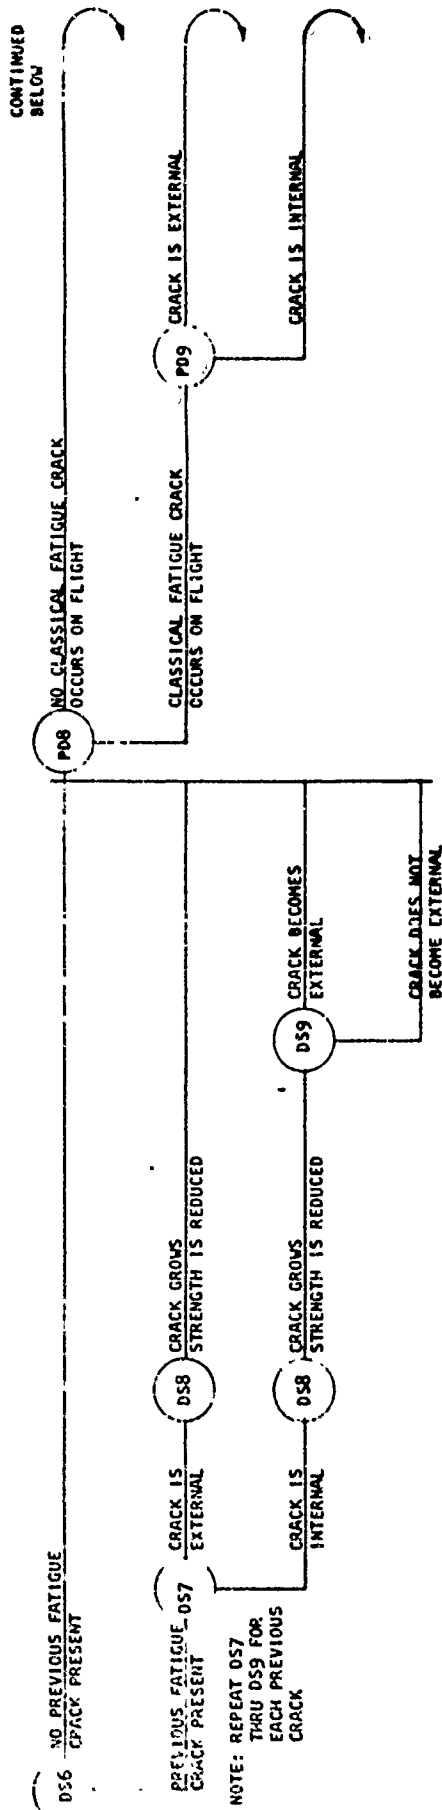 DS6
NO PREVIOUS FATIGUE
CRACK PRESENT
PREVIOUS FATIGUE
CRACK PRESENT
DS7
NOTE: REPEAT DS7
THRU DS9 FOR
EACH PREVIOUS
CRACK
CRACK IS
EXTERNAL
CRACK IS
INTERNAL
DS8
CRACK GROWS
STRENGTH IS REDUCED
DS8
CRACK GROWS
STRENGTH IS REDUCED
DS9
CRACK BECOMES
EXTERNAL
CRACK DOES NOT
BECOME EXTERNAL
PD8
NO CLASSICAL FATIGUE CRACK
OCCURS ON FLIGHT
CLASSICAL FATIGUE CRACK
OCCURS ON FLIGHT
PD9
CRACK IS EXTERNAL
CRACK IS INTERNAL
CONTINUED
BELOW